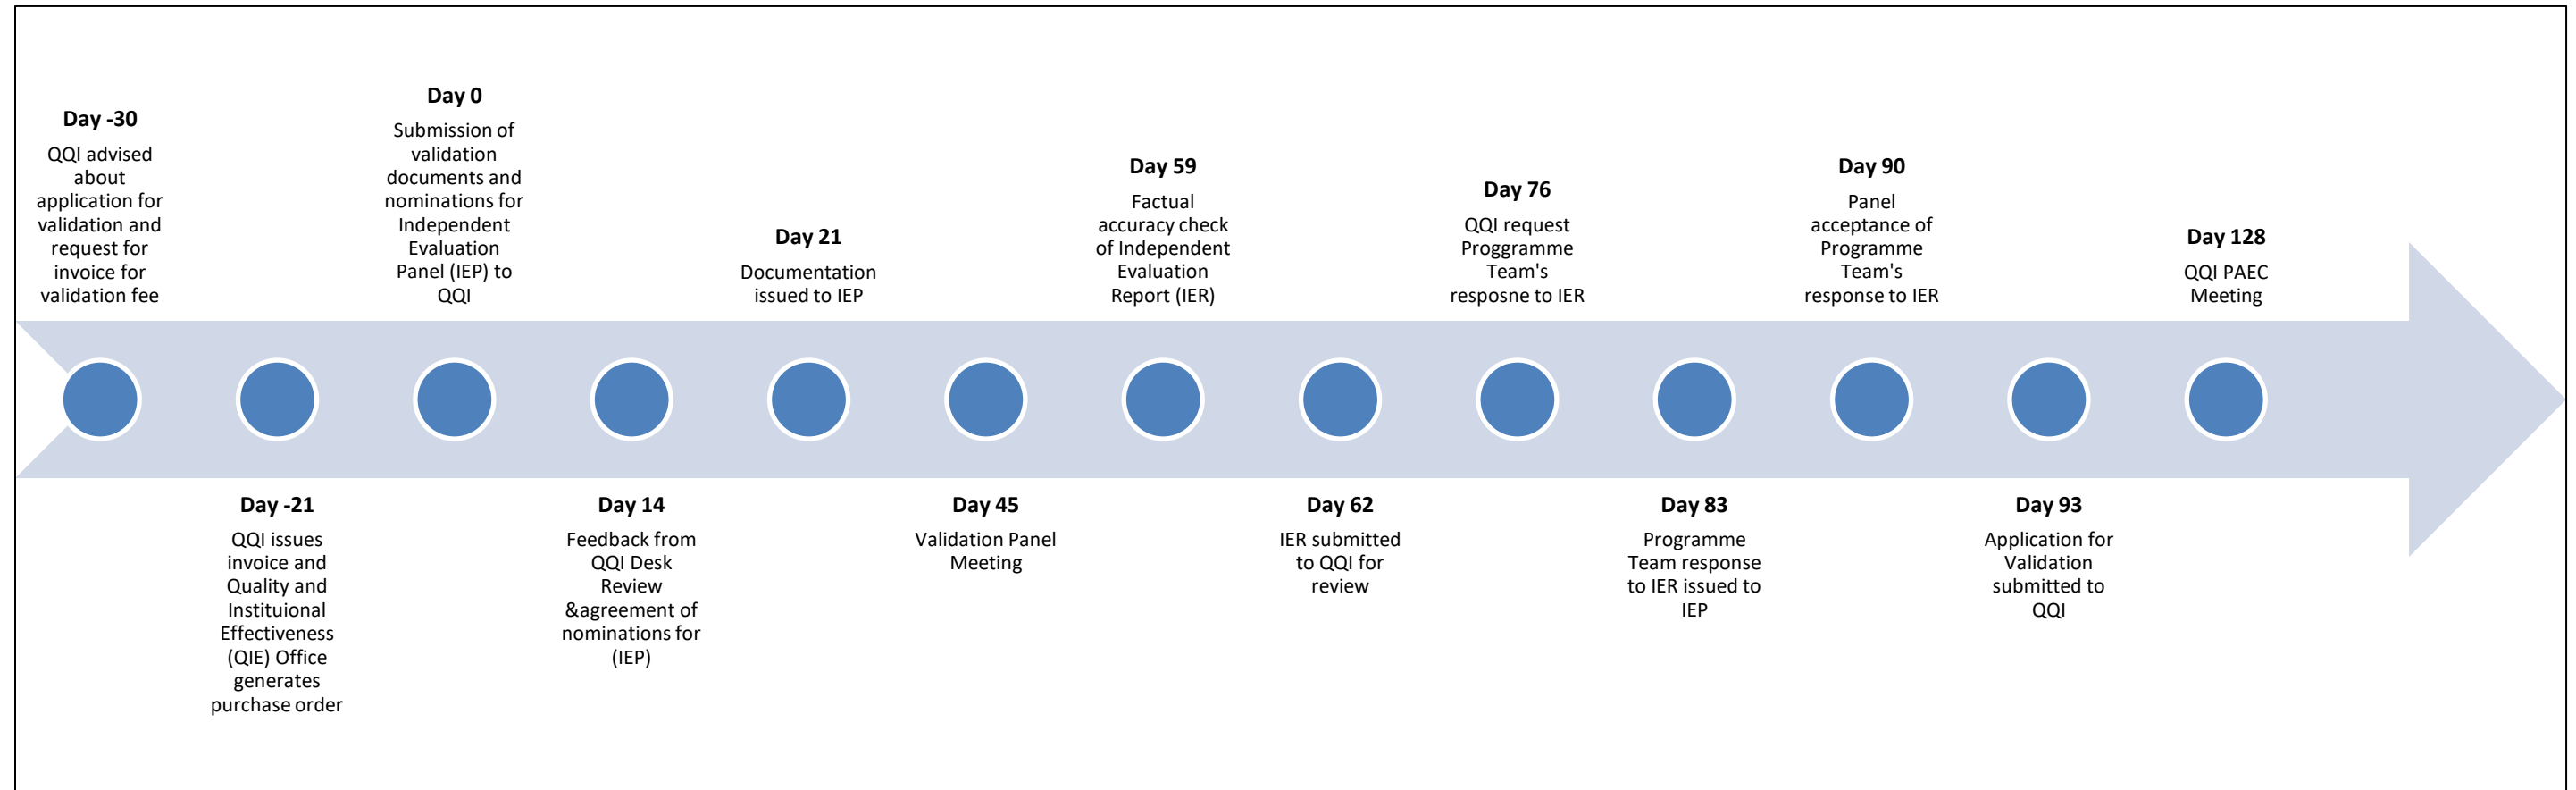 Day -30
QQI advised
about
application for
validation and
request for
invoice for
validation fee
Day -21
QQI issues
invoice and
Quality and
Instituional
Effectiveness
(QIE) Office
generates
purchase order
Day 0
Submission of
validation
documents and
nominations for
Independent
Evaluation
Panel (IEP) to
QQI
Day 14
Feedback from
QQI Desk
Review
&agreement of
nominations for
(IEP)
Day 21
Documentation
issued to IEP
Day 45
Validation Panel
Meeting
Day 59
Factual
accuracy check
of Independent
Evaluation
Report (IER)
Day 62
IER submitted
to QQI for
review
Day 76
QQI request
Proggramme
Team's
resposne to IER
Day 83
Programme
Team response
to IER issued to
IEP
Day 90
Panel
acceptance of
Programme
Team's
response to IER
Day 93
Application for
Validation
submitted to
QQI
Day 128
QQI PAEC
Meeting